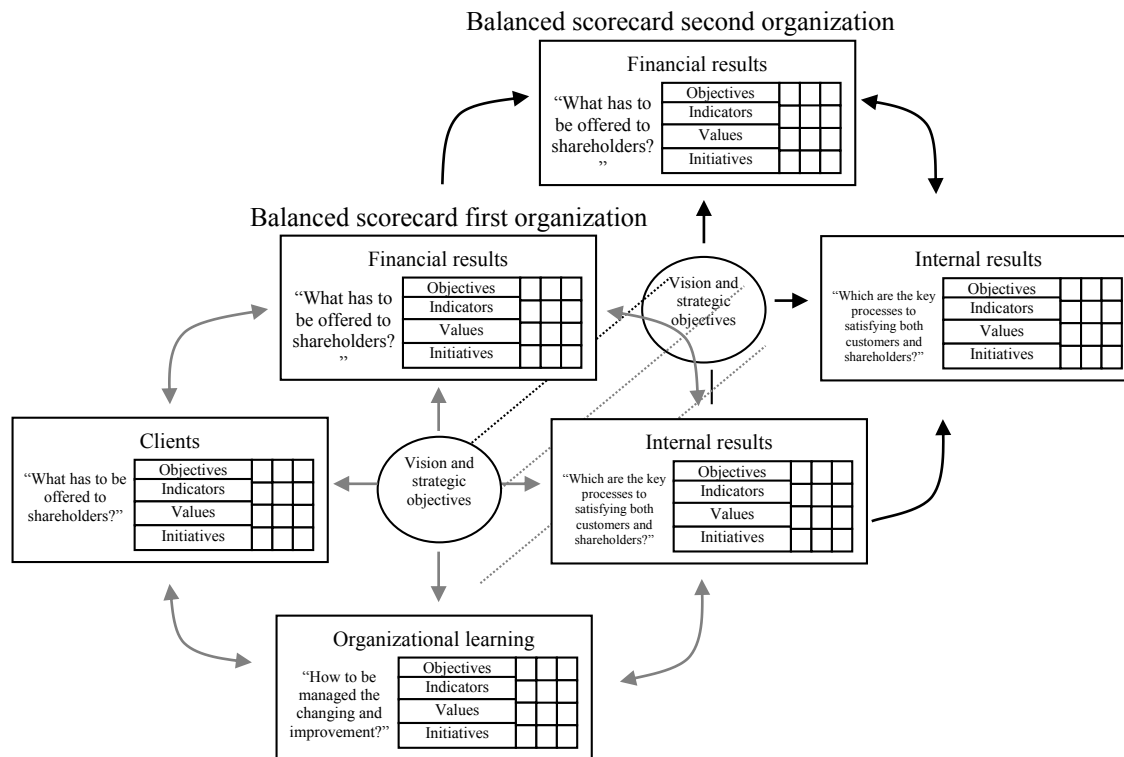 Balanced scorecard second organization
Financial results
“What has to
be offered to
shareholders?
”
Objectives
Indicators
Values
Initiatives
Balanced scorecard first organization
Financial results
“What has to
be offered to
shareholders?
”
Objectives
Indicators
Values
Initiatives
Vision and
strategic
objectives
Internal results
“Which are the key
processes to
satisfying both
customers and
shareholders?”
Objectives
Indicators
Values
Initiatives
Clients
“What has to be
offered to
shareholders?”
Objectives
Indicators
Values
Initiatives
Vision and
strategic
objectives
Internal results
“Which are the key
processes to
satisfying both
customers and
shareholders?”
Objectives
Indicators
Values
Initiatives
Organizational learning
“How to be
managed the
changing and
improvement?”
Objectives
Indicators
Values
Initiatives